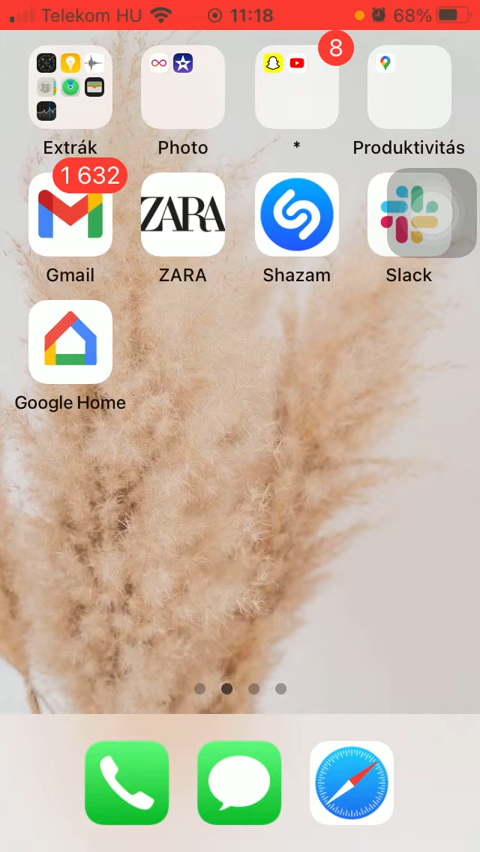 Telekom HU 11:18 68%
8
Extrák Photo * Produktivitás
1 632
ZARA
Gmail ZARA Shazam Slack
Google Home